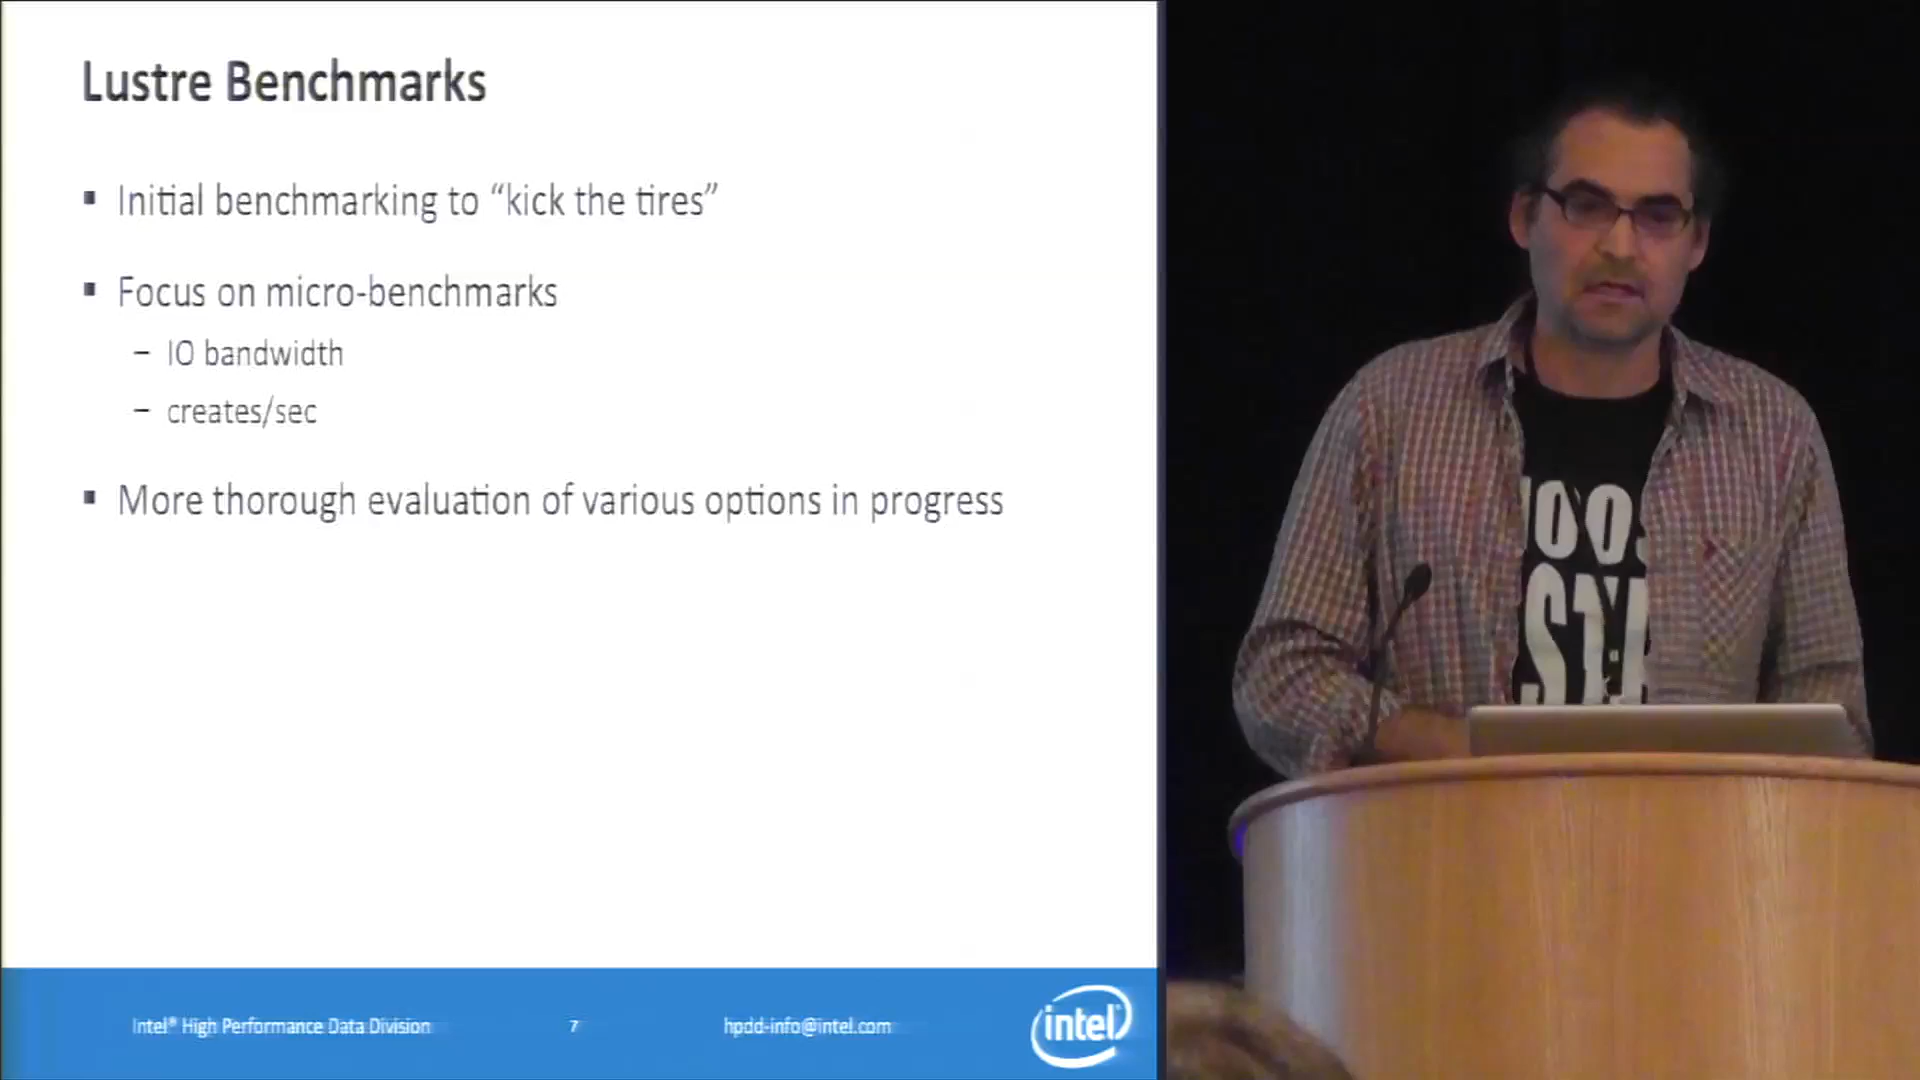 Lustre Benchmarks
▪ Initial benchmarking to “kick the tires”
▪ Focus on micro-benchmarks
– IO bandwidth
– creates/sec
▪ More thorough evaluation of various options in progress
Intel® High Performance Data Division
7
hpdd-info@intel.com
intel